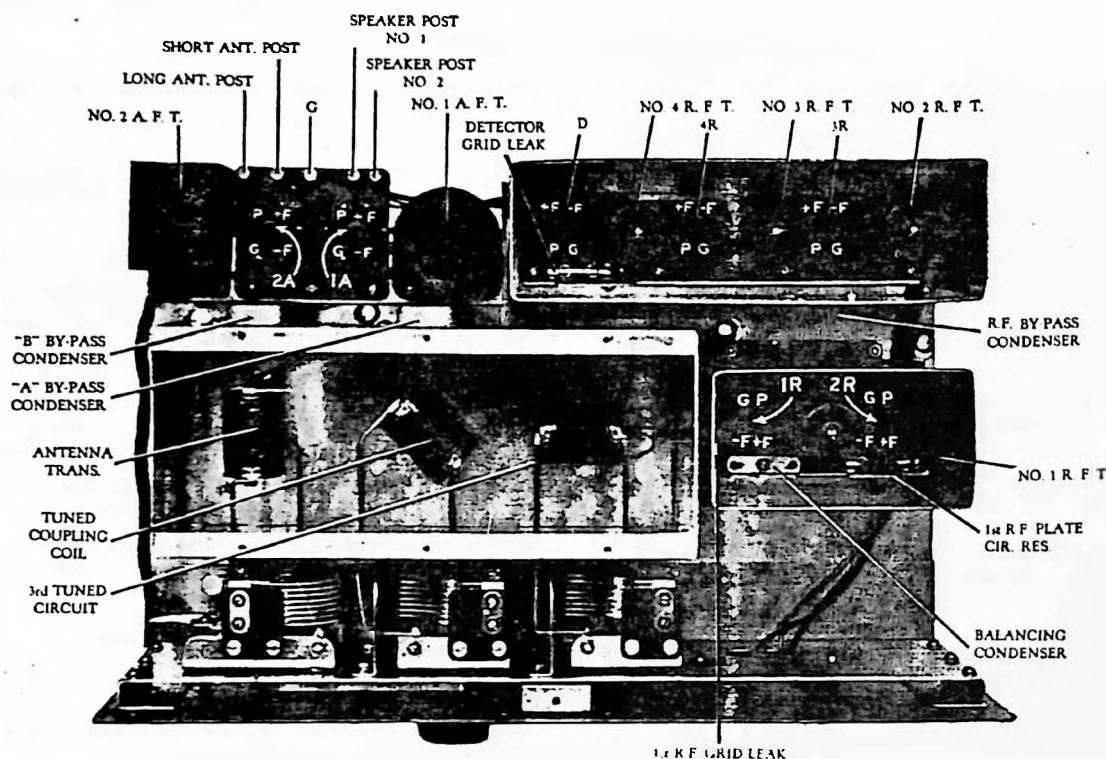 SPEAKER POST
NO. 1
SHORT ANT. POST
SPEAKER POST
NO. 2
LONG ANT. POST
G
NO. 1 A. F. T.
NO. 2 A. F. T.
DETECTOR
GRID LEAK
D
NO. 4 R. F. T.
4R
NO. 3 R. F. T.
3R
NO. 2 R. F. T.
P +F P +F
G -F G -F
2A 1A
+F -F
P G
+F -F
P G
+F -F
P G
"B" BY-PASS
CONDENSER
"A" BY-PASS
CONDENSER
ANTENNA
TRANS.
TUNED
COUPLING
COIL
3rd TUNED
CIRCUIT
R.F. BY-PASS
CONDENSER
1R 2R
G P G P
-F +F -F +F
NO. 1 R F T
1st R F PLATE
CIR. RES.
BALANCING
CONDENSER
1st R F GRID LEAK